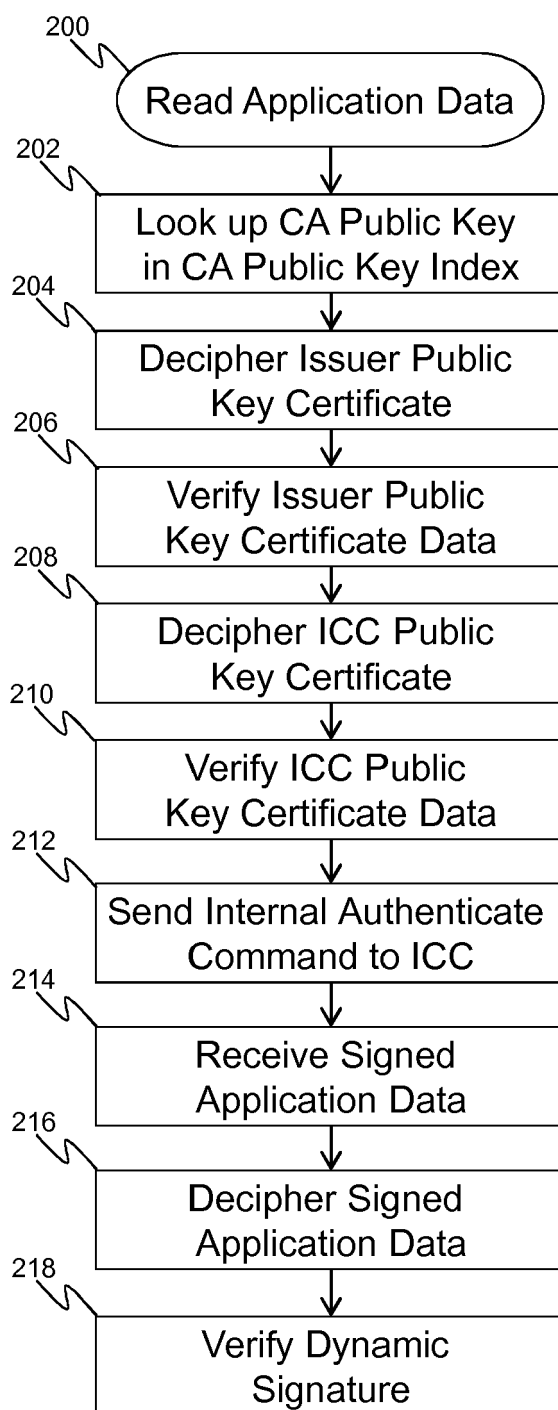 200
Read Application Data
202
Look up CA Public Key
in CA Public Key Index
204
Decipher Issuer Public
Key Certificate
206
Verify Issuer Public
Key Certificate Data
208
Decipher ICC Public
Key Certificate
210
Verify ICC Public
Key Certificate Data
212
Send Internal Authenticate
Command to ICC
214
Receive Signed
Application Data
216
Decipher Signed
Application Data
218
Verify Dynamic
Signature